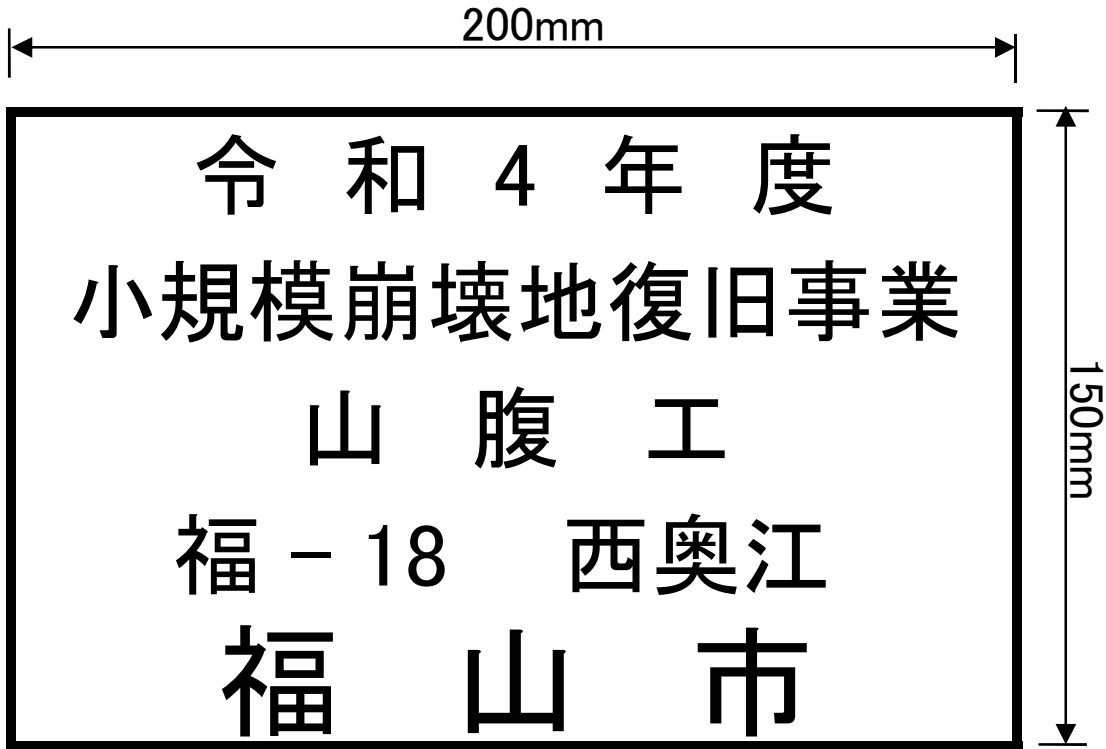 200mm
令和4年度
小規模崩壊地復旧事業
山腹工
福－18　西奥江
福山市
150mm